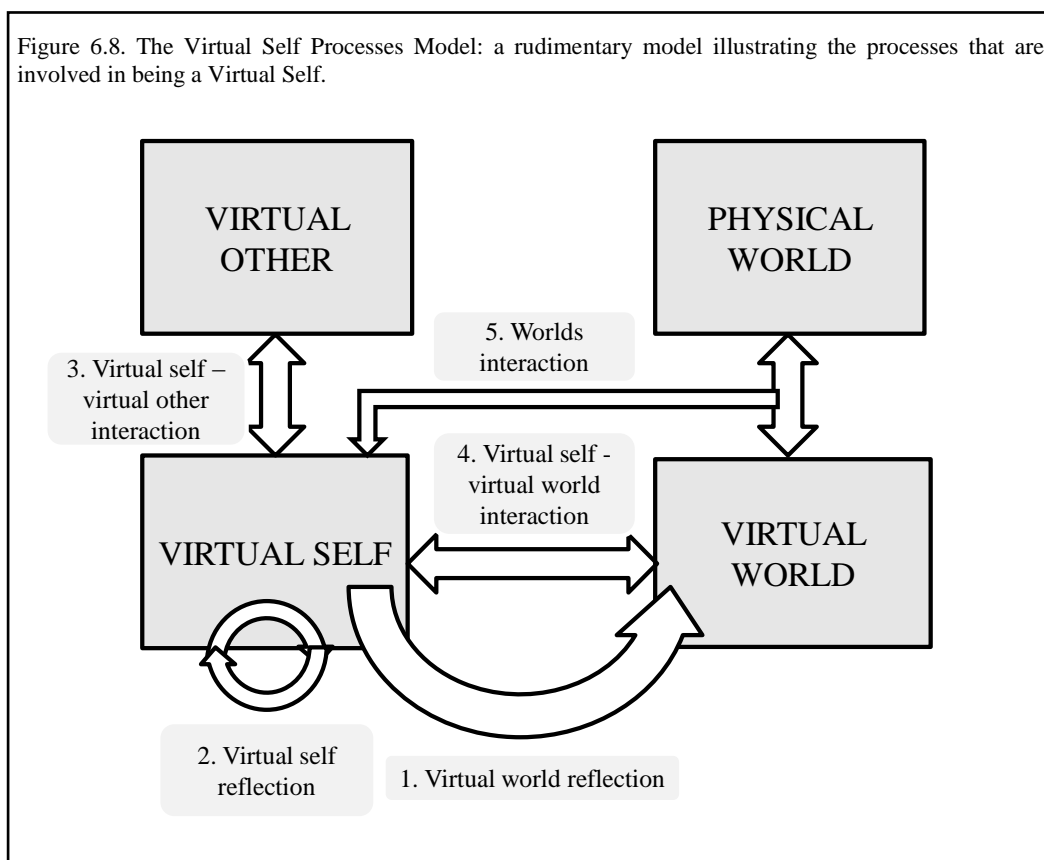 Figure 6.8. The Virtual Self Processes Model: a rudimentary model illustrating the processes that are
involved in being a Virtual Self.
VIRTUAL
OTHER
PHYSICAL
WORLD
5. Worlds
interaction
3. Virtual self –
virtual other
interaction
4. Virtual self -
virtual world
interaction
VIRTUAL SELF
VIRTUAL
WORLD
2. Virtual self
reflection
1. Virtual world reflection